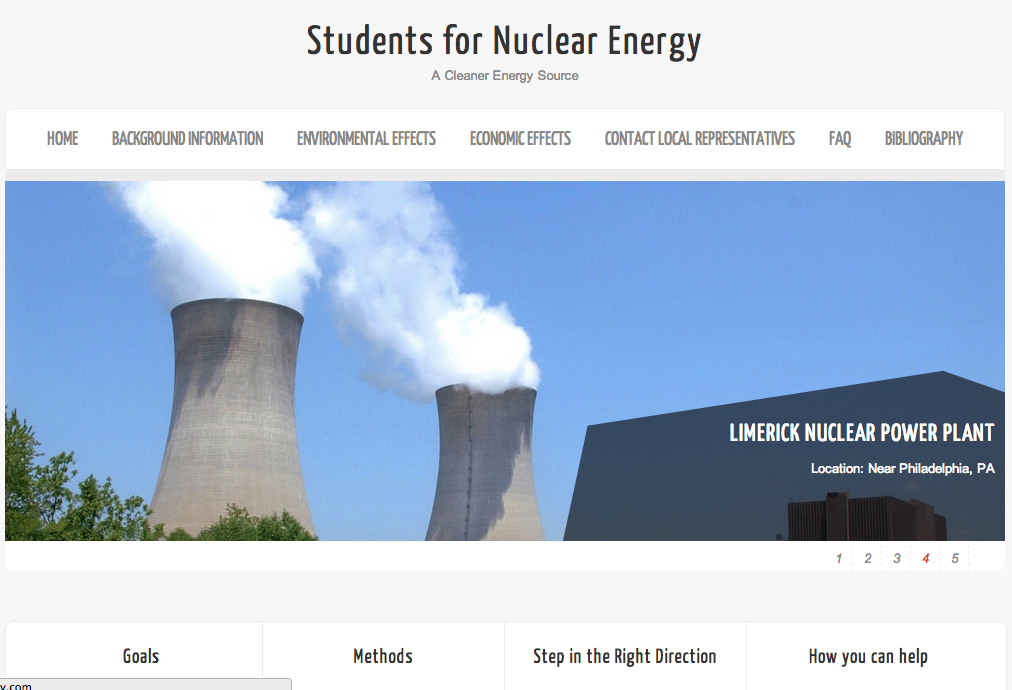 Students for Nuclear Energy
A Cleaner Energy Source
HOME BACKGROUND INFORMATION ENVIRONMENTAL EFFECTS ECONOMIC EFFECTS CONTACT LOCAL REPRESENTATIVES FAQ BIBLIOGRAPHY
LIMERICK NUCLEAR POWER PLANT
Location: Near Philadelphia, PA
1 2 3 4 5
Goals Methods Step in the Right Direction How you can help
y.com